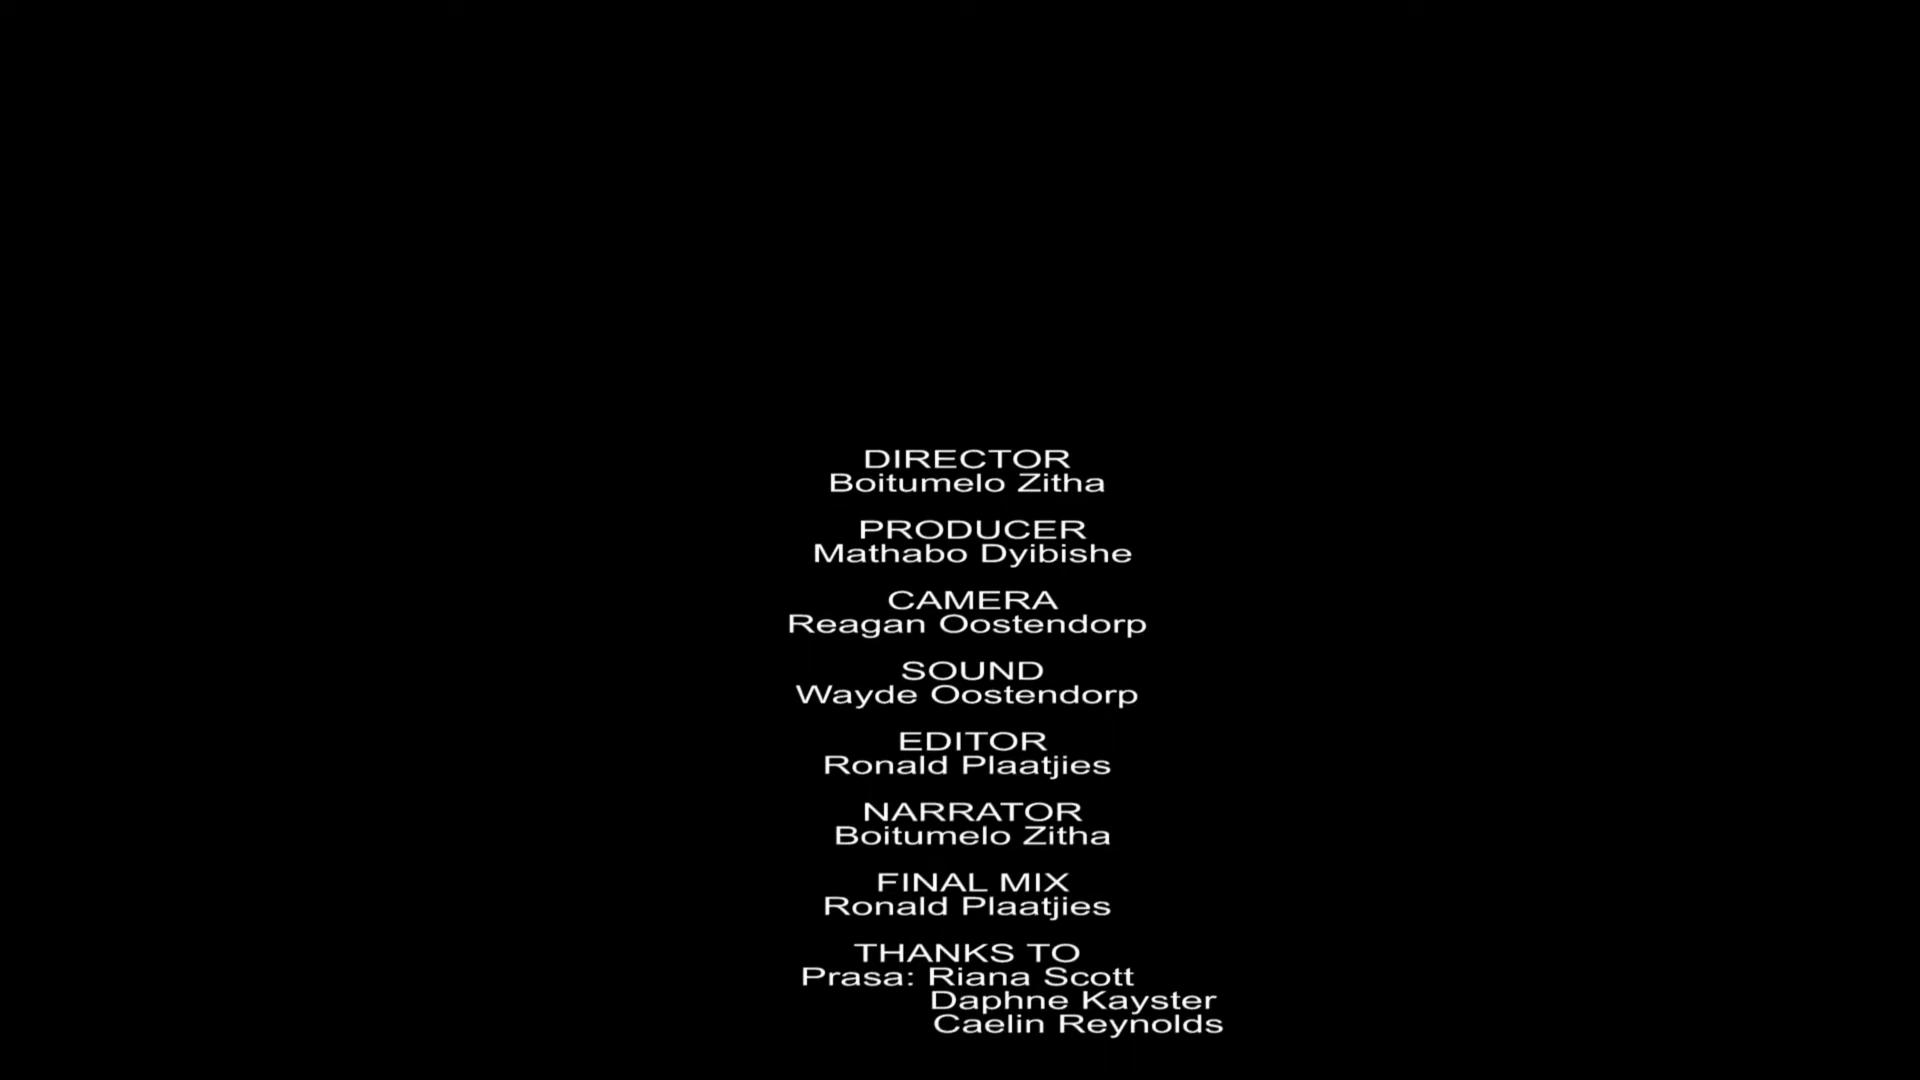 DIRECTOR
Boitumelo Zitha
PRODUCER
Mathabo Dyibishe
CAMERA
Reagan Oostendorp
SOUND
Wayde Oostendorp
EDITOR
Ronald Plaatjies
NARRATOR
Boitumelo Zitha
FINAL MIX
Ronald Plaatjies
THANKS TO
Prasa: Riana Scott
Daphne Kayster
Caelin Reynolds